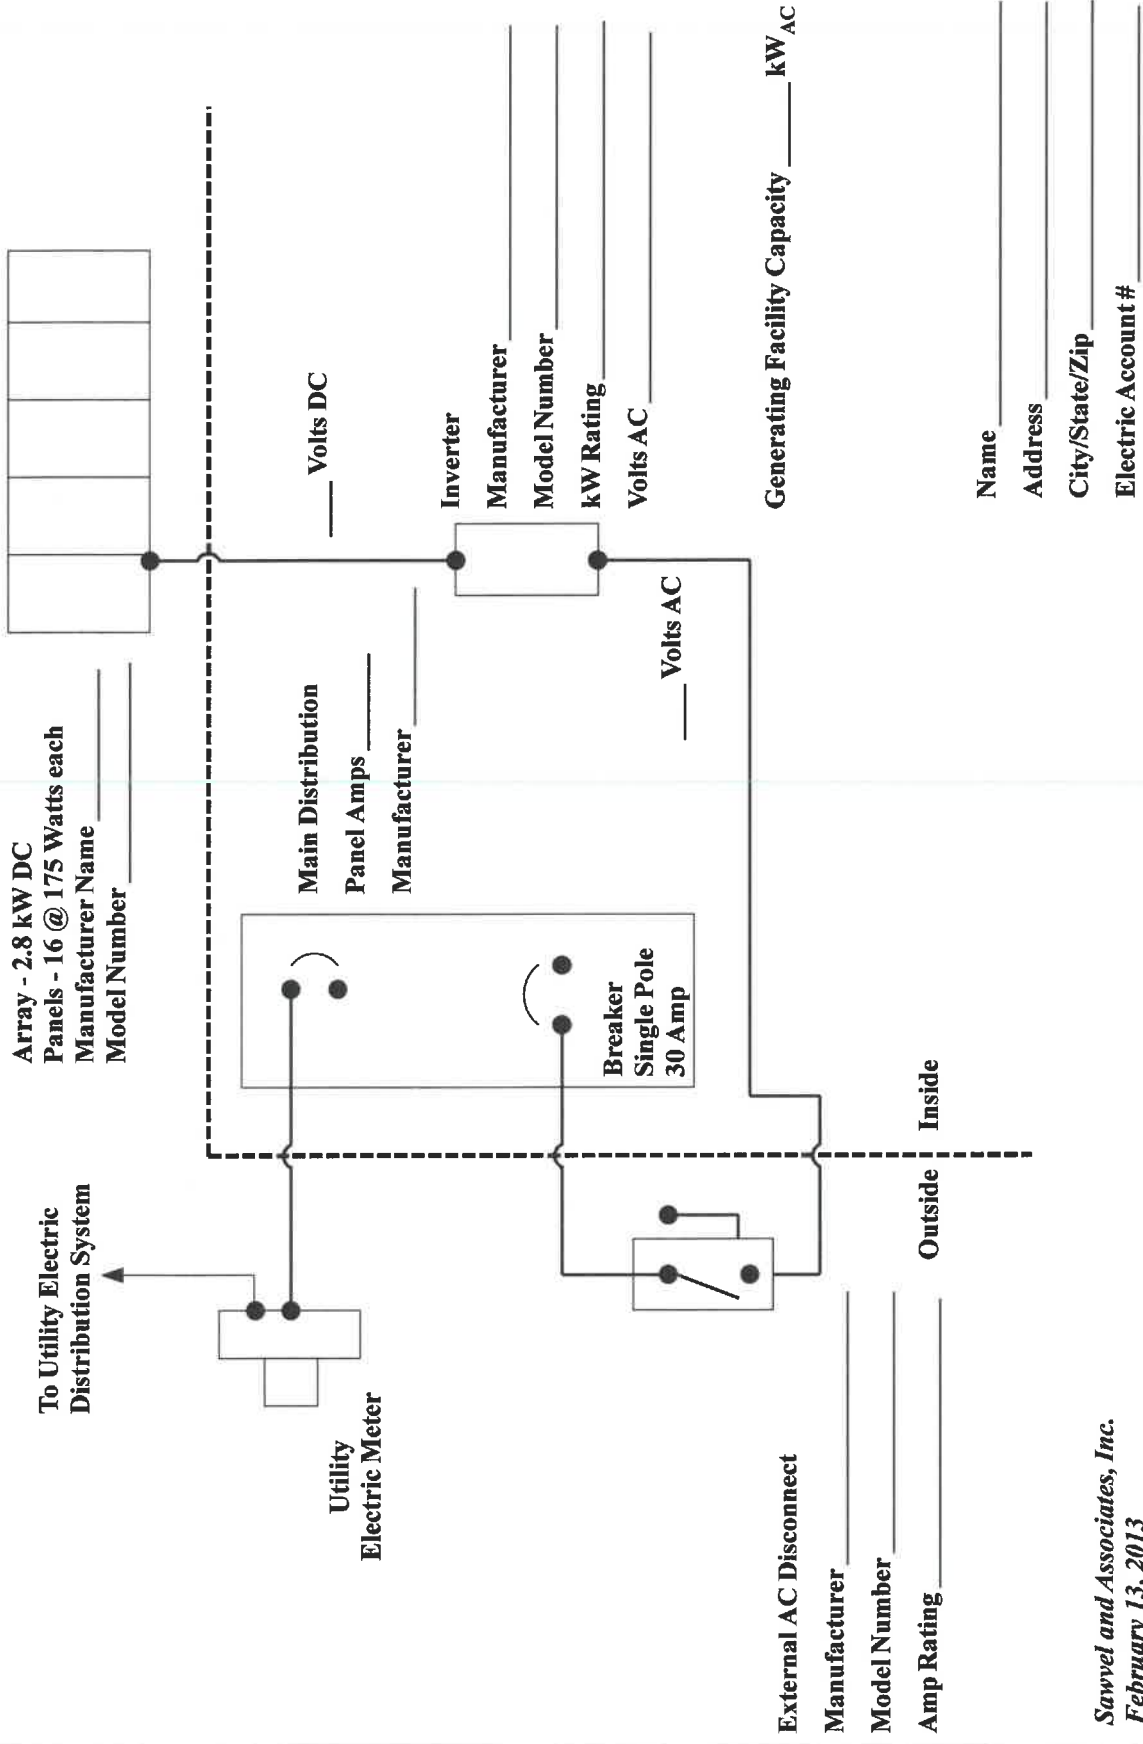 Array - 2.8 kW DC
Panels - 16 @ 175 Watts each
Manufacturer Name
Model Number
To Utility Electric
Distribution System
Utility
Electric Meter
Main Distribution
Panel Amps
Manufacturer
Volts DC
Breaker
Single Pole
30 Amp
Inverter
Manufacturer
Model Number
kW Rating
Volts AC
Volts AC
External AC Disconnect
Manufacturer
Model Number
Amp Rating
Outside
Inside
Generating Facility Capacity kW AC
Name
Address
City/State/Zip
Electric Account #
Sawvel and Associates, Inc.
February 13, 2013